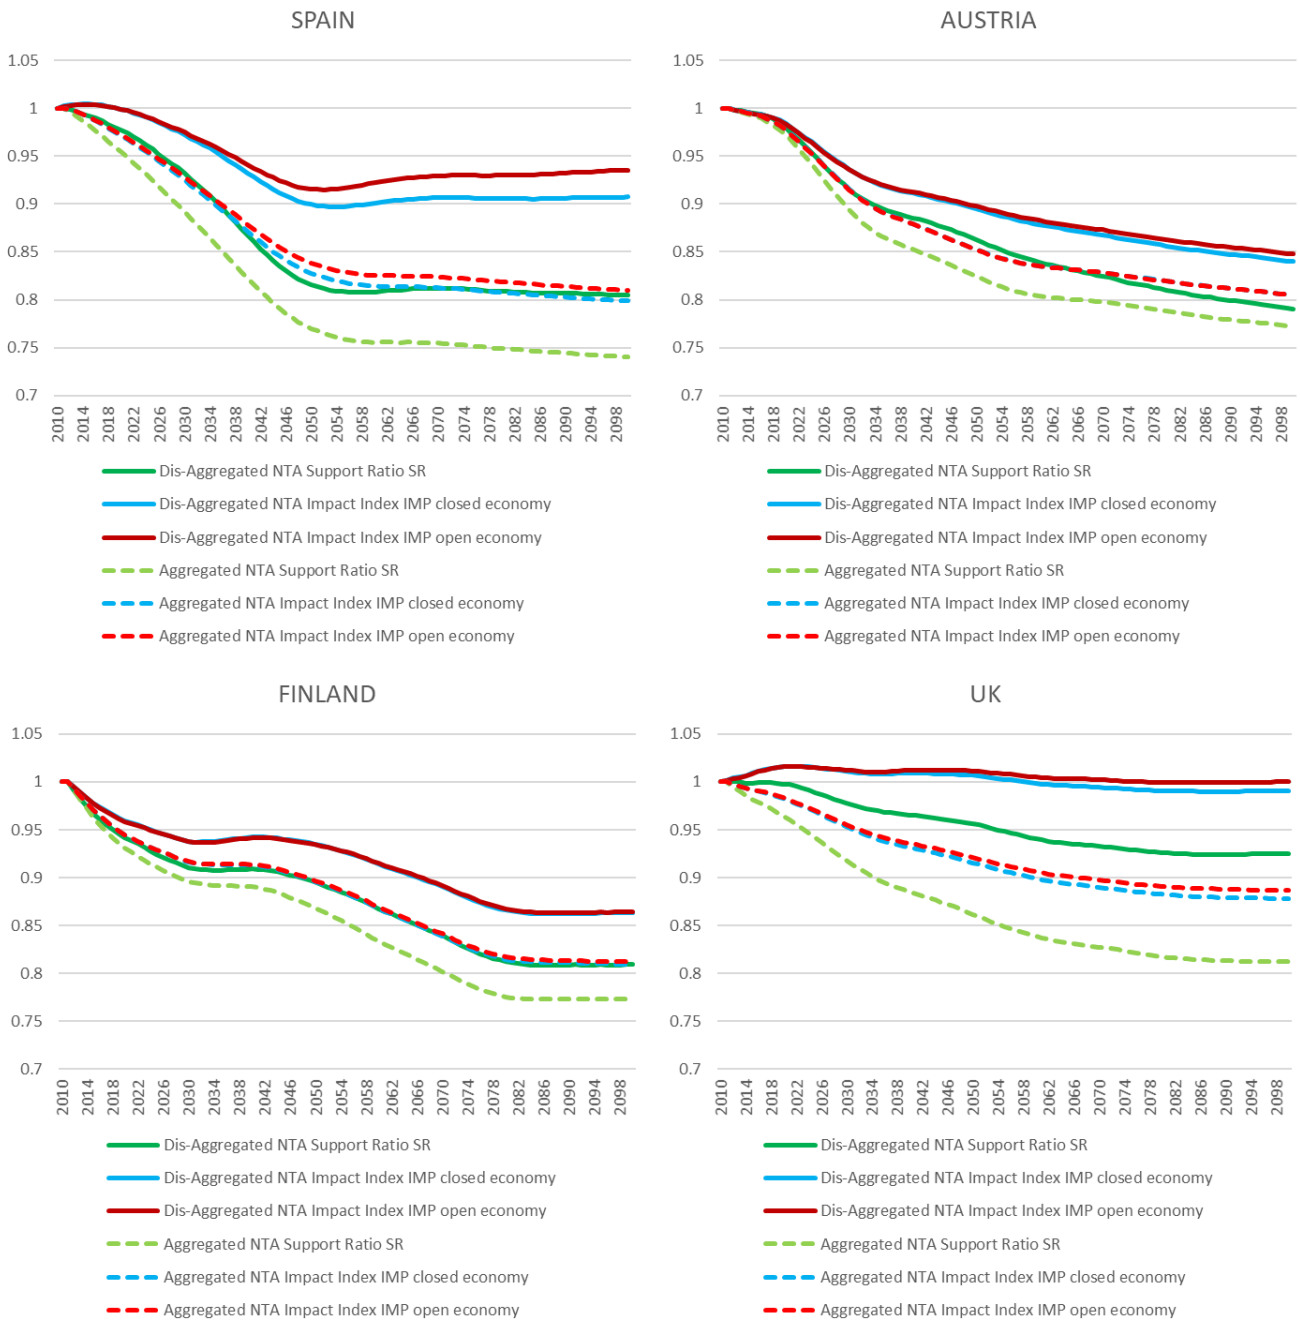 SPAIN
1.05
1
0.95
0.9
0.85
0.8
0.75
0.7
2010 2014 2018 2022 2026 2030 2034 2038 2042 2046 2050 2054 2058 2062 2066 2070 2074 2078 2082 2086 2090 2094 2098
Dis-Aggregated NTA Support Ratio SR
Dis-Aggregated NTA Impact Index IMP closed economy
Dis-Aggregated NTA Impact Index IMP open economy
Aggregated NTA Support Ratio SR
Aggregated NTA Impact Index IMP closed economy
Aggregated NTA Impact Index IMP open economy
AUSTRIA
1.05
1
0.95
0.9
0.85
0.8
0.75
0.7
2010 2014 2018 2022 2026 2030 2034 2038 2042 2046 2050 2054 2058 2062 2066 2070 2074 2078 2082 2086 2090 2094 2098
Dis-Aggregated NTA Support Ratio SR
Dis-Aggregated NTA Impact Index IMP closed economy
Dis-Aggregated NTA Impact Index IMP open economy
Aggregated NTA Support Ratio SR
Aggregated NTA Impact Index IMP closed economy
Aggregated NTA Impact Index IMP open economy
FINLAND
1.05
1
0.95
0.9
0.85
0.8
0.75
0.7
2010 2014 2018 2022 2026 2030 2034 2038 2042 2046 2050 2054 2058 2062 2066 2070 2074 2078 2082 2086 2090 2094 2098
Dis-Aggregated NTA Support Ratio SR
Dis-Aggregated NTA Impact Index IMP closed economy
Dis-Aggregated NTA Impact Index IMP open economy
Aggregated NTA Support Ratio SR
Aggregated NTA Impact Index IMP closed economy
Aggregated NTA Impact Index IMP open economy
UK
1.05
1
0.95
0.9
0.85
0.8
0.75
0.7
2010 2014 2018 2022 2026 2030 2034 2038 2042 2046 2050 2054 2058 2062 2066 2070 2074 2078 2082 2086 2090 2094 2098
Dis-Aggregated NTA Support Ratio SR
Dis-Aggregated NTA Impact Index IMP closed economy
Dis-Aggregated NTA Impact Index IMP open economy
Aggregated NTA Support Ratio SR
Aggregated NTA Impact Index IMP closed economy
Aggregated NTA Impact Index IMP open economy